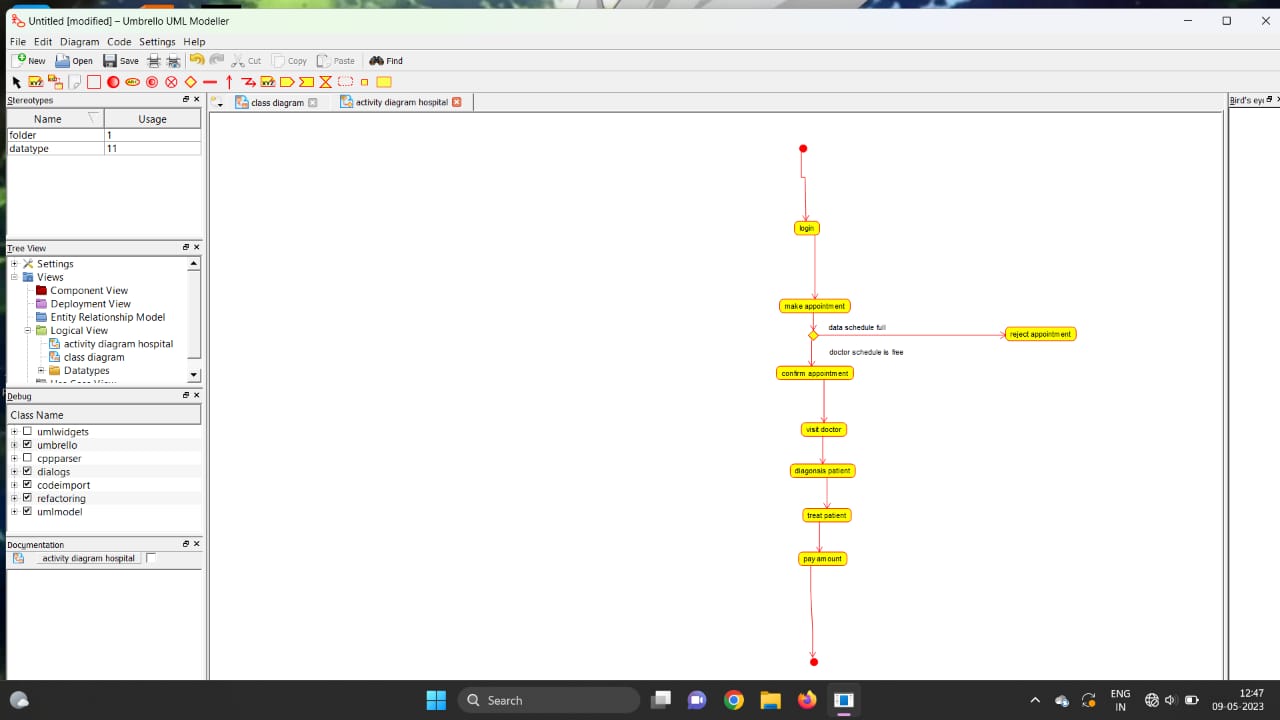 Untitled [modified] – Umbrello UML Modeller
File Edit Diagram Code Settings Help
New Open Save Cut Copy Paste Find
Stereotypes
class diagram
activity diagram hospital
Bird's ey
Name Usage
folder 1
datatype 11
Tree View
Settings
Views
Component View
Deployment View
Entity Relationship Model
Logical View
activity diagram hospital
class diagram
Datatypes
Debug
Class Name
umlwidgets
umbrello
cppparser
dialogs
codeimport
refactoring
umlmodel
Documentation
activity diagram hospital
login
make appointment
data schedule full
reject appointment
doctor schedule is free
confirm appointment
visit doctor
diagonsis patient
treat patient
pay amount
Search
ENG
IN
12:47
09-05-2023